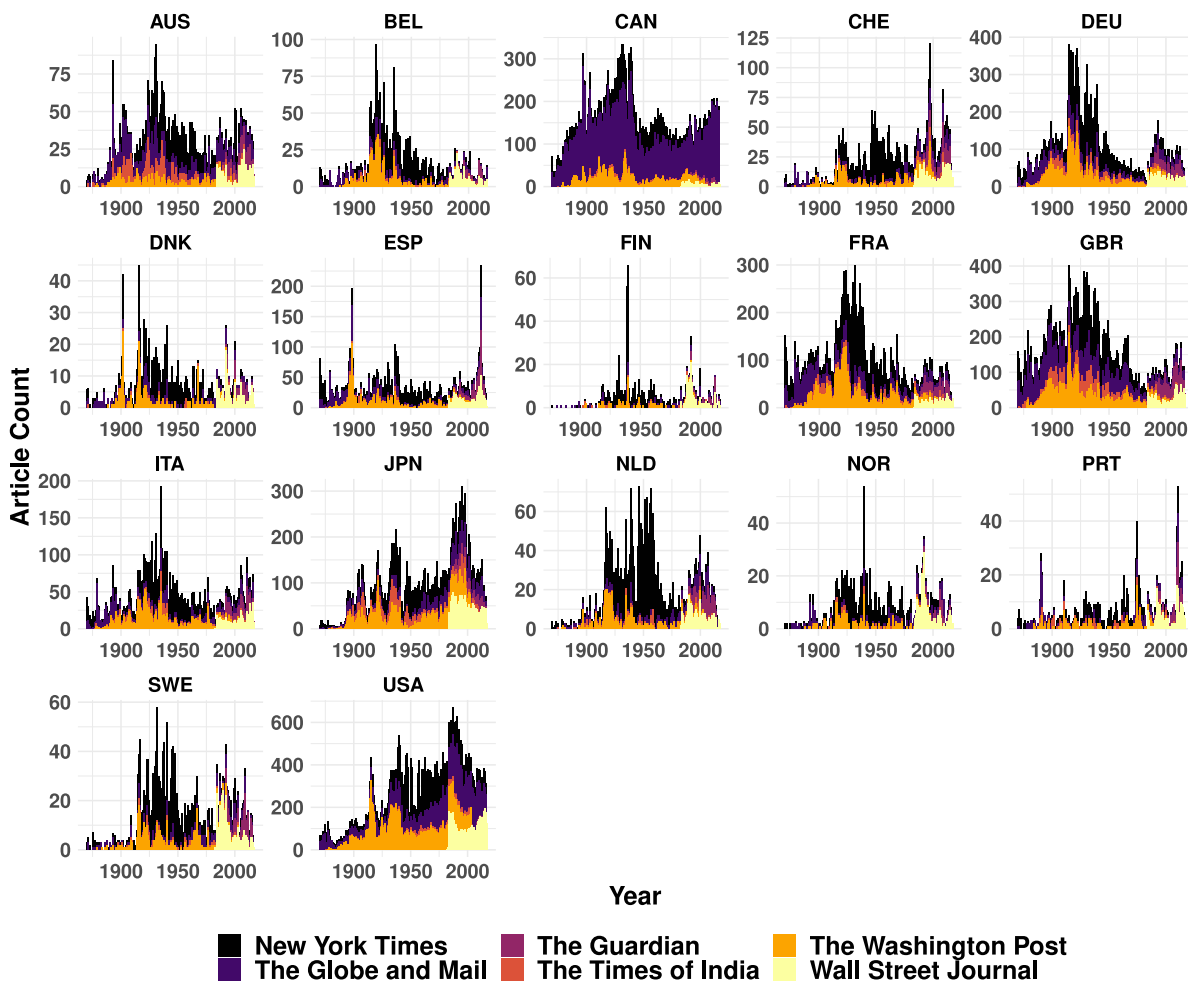 AUS BEL CAN CHE DEU
75
50
25
0
1900 1950 2000
100
75
50
25
0
1900 1950 2000
300
200
100
0
1900 1950 2000
125
100
75
50
25
0
1900 1950 2000
400
300
200
100
0
1900 1950 2000
DNK ESP FIN FRA GBR
40
30
20
10
0
1900 1950 2000
200
150
100
50
0
1900 1950 2000
60
40
20
0
1900 1950 2000
300
200
100
0
1900 1950 2000
400
300
200
100
0
1900 1950 2000
Article Count
ITA JPN NLD NOR PRT
200
150
100
50
0
1900 1950 2000
300
200
100
0
1900 1950 2000
60
40
20
0
1900 1950 2000
40
20
0
1900 1950 2000
40
20
0
1900 1950 2000
SWE USA
60
40
20
0
1900 1950 2000
600
400
200
0
1900 1950 2000
Year
New York Times The Guardian The Washington Post
The Globe and Mail The Times of India Wall Street Journal